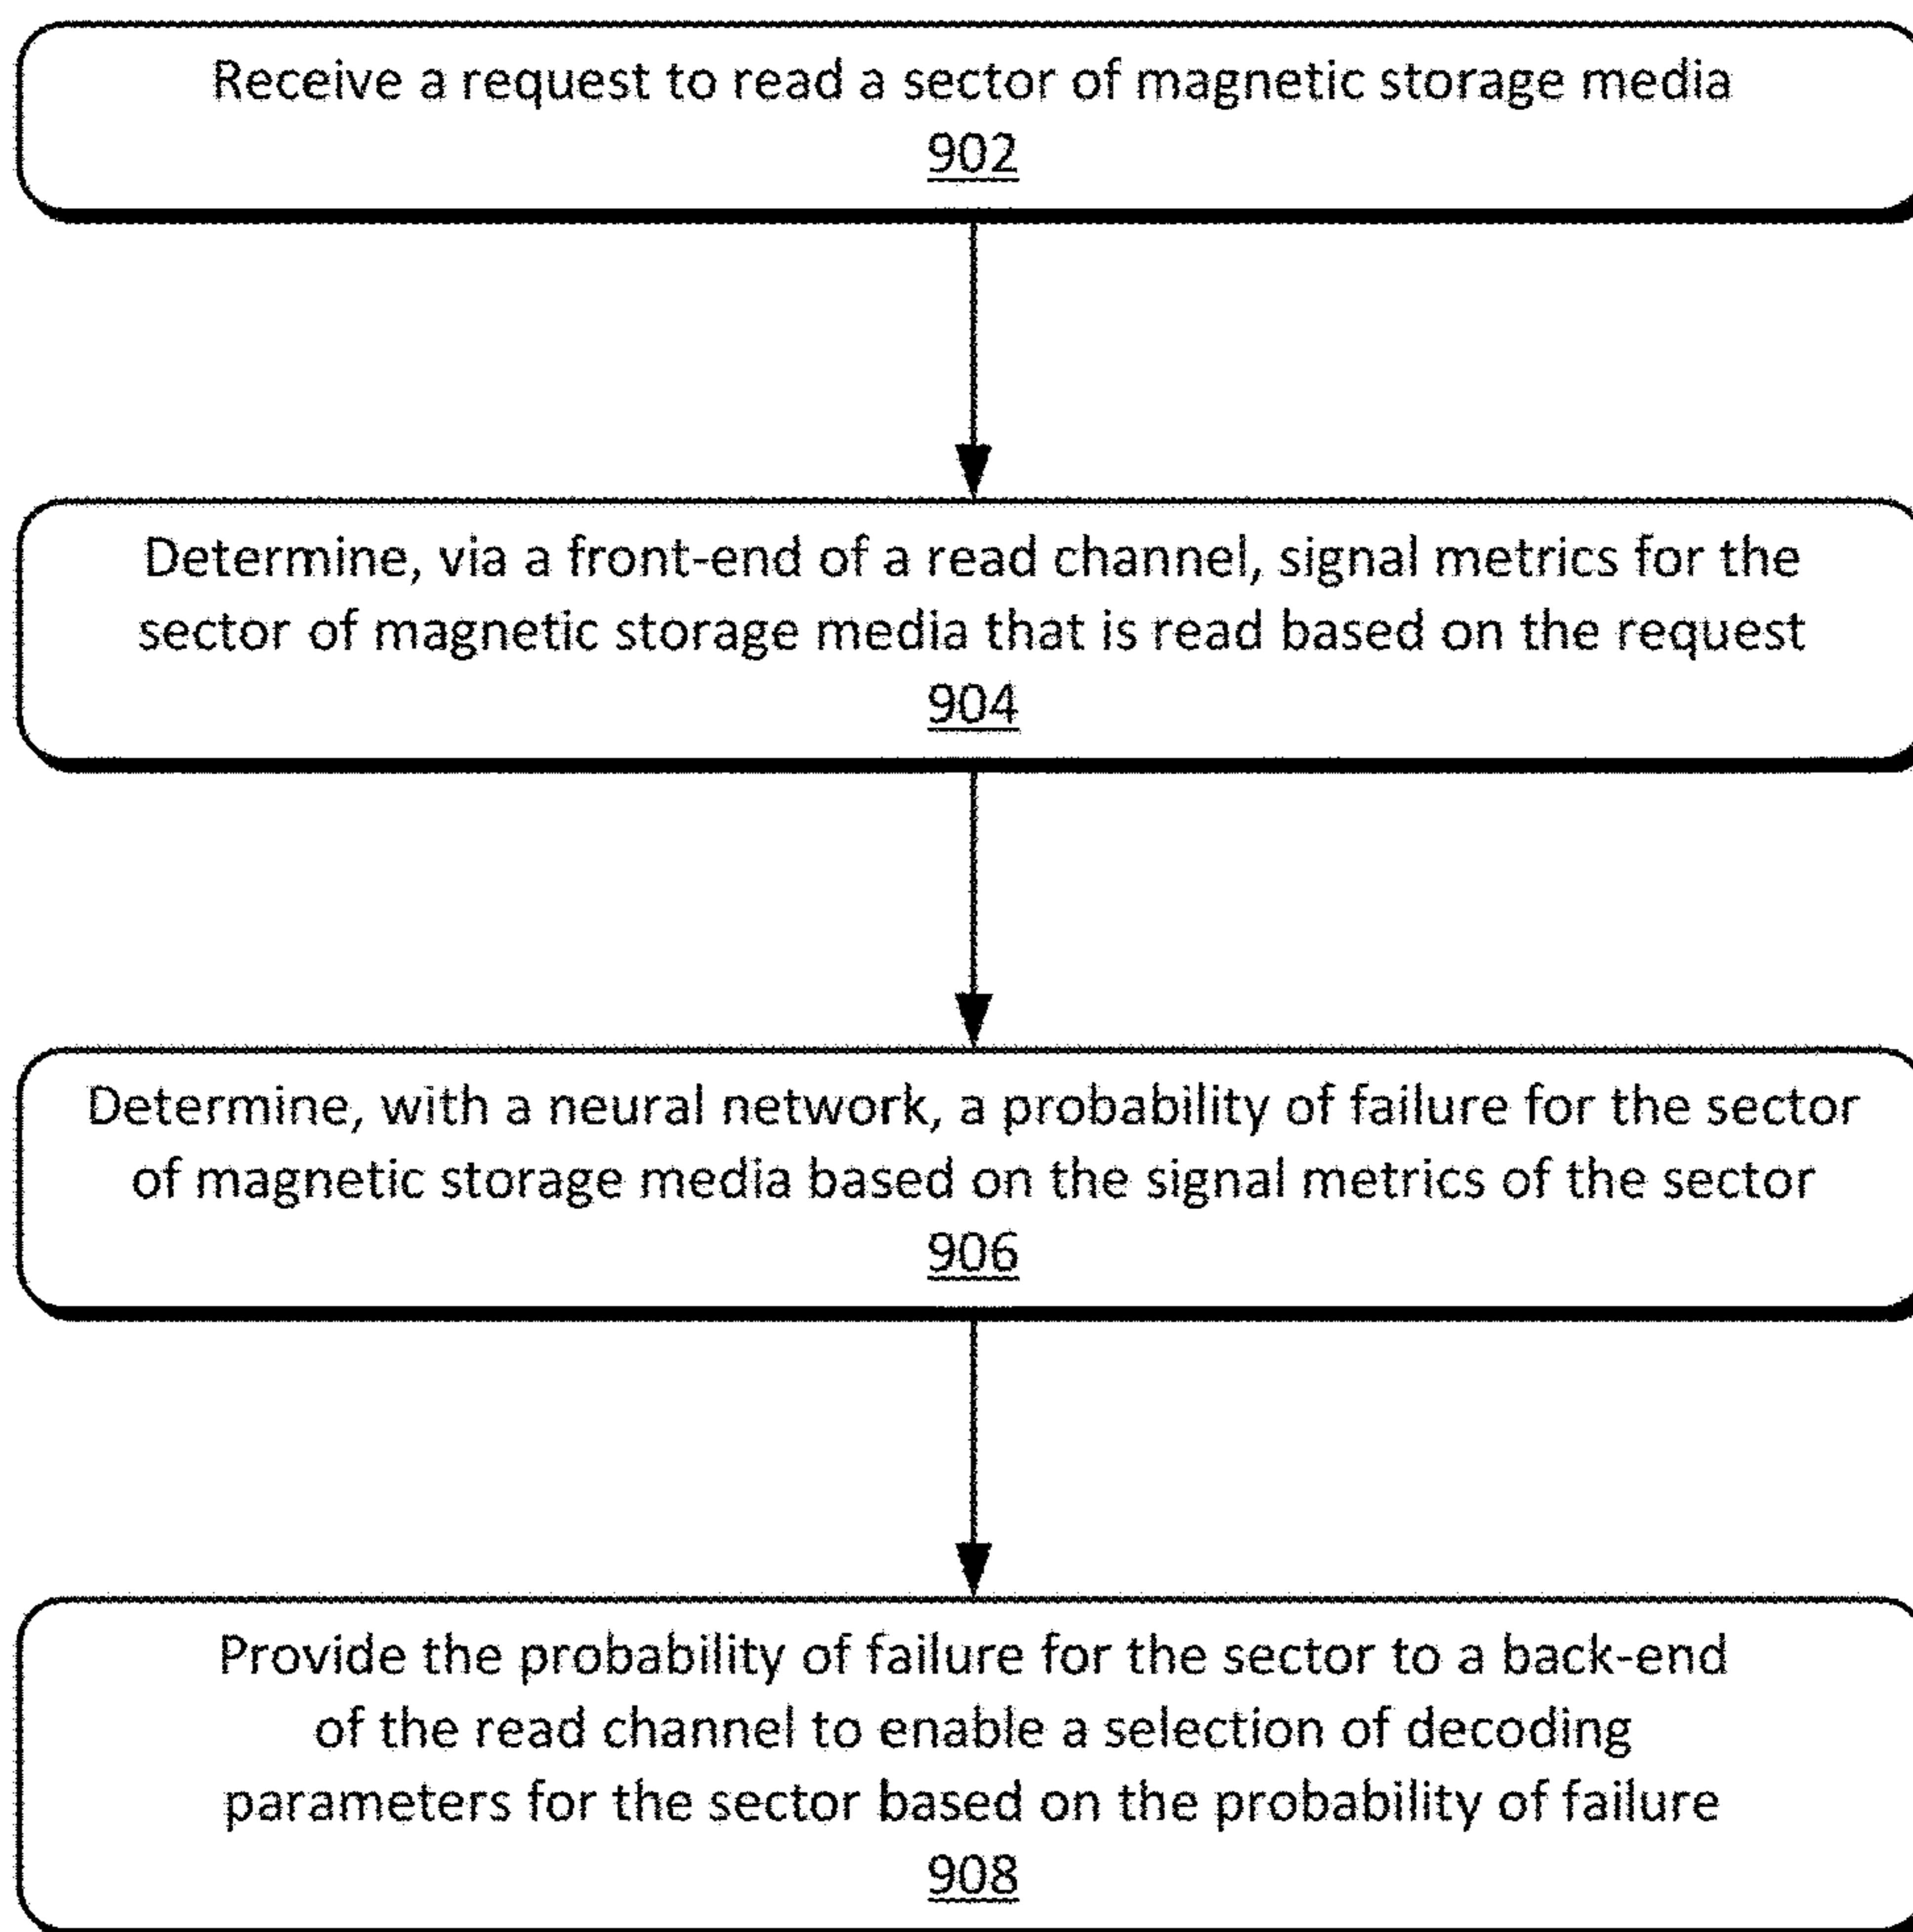 Receive a request to read a sector of magnetic storage media
902
Determine, via a front-end of a read channel, signal metrics for the
sector of magnetic storage media that is read based on the request
904
Determine, with a neural network, a probability of failure for the sector
of magnetic storage media based on the signal metrics of the sector
906
Provide the probability of failure for the sector to a back-end
of the read channel to enable a selection of decoding
parameters for the sector based on the probability of failure
908